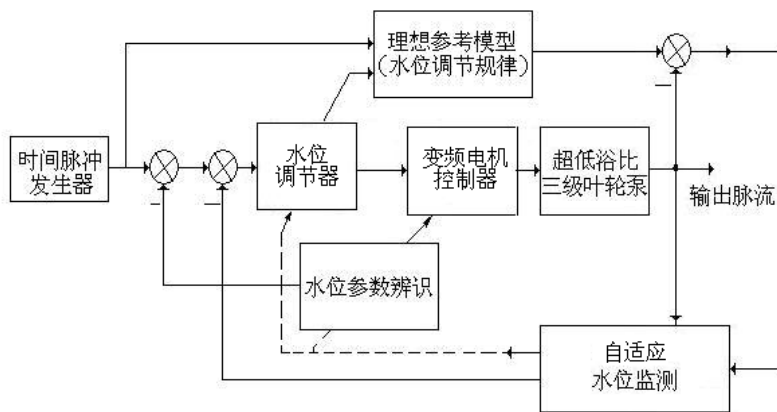 理想参考模型
(水位调节规律)
时间脉冲
发生器
水位
调节器
变频电机
控制器
超低浴比
三级叶轮泵
输出脉流
水位参数辨识
自适应
水位监测